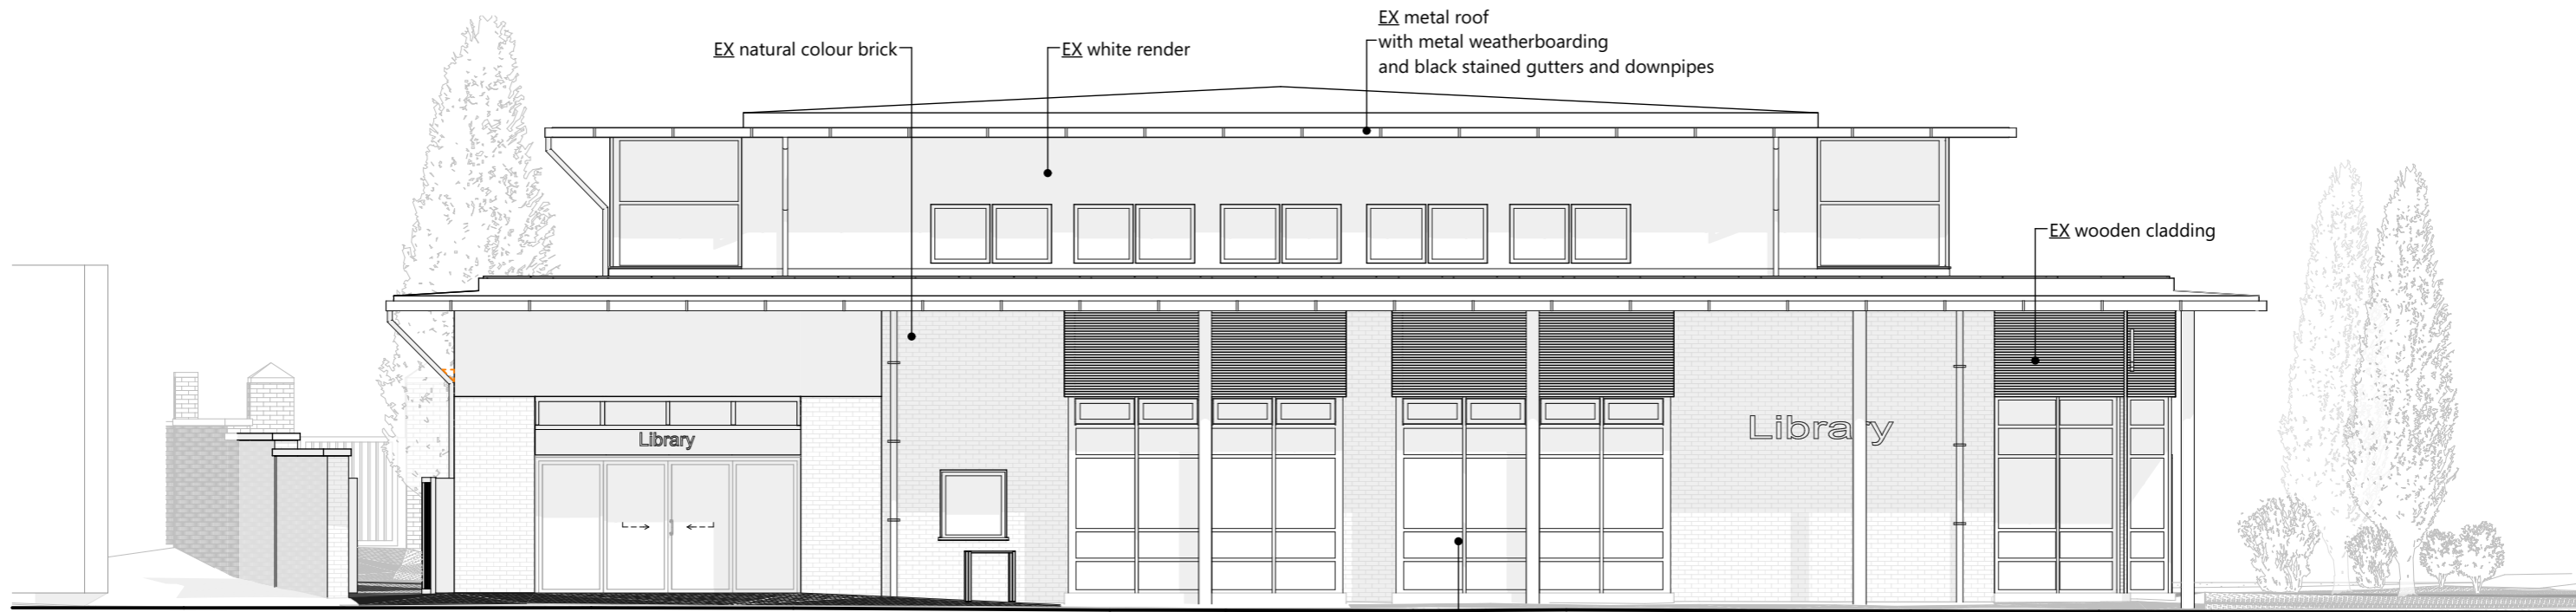 EX metal roof
with metal weatherboarding
and black stained gutters and downpipes
EX natural colour brick
EX white render
EX wooden cladding
Library
Library